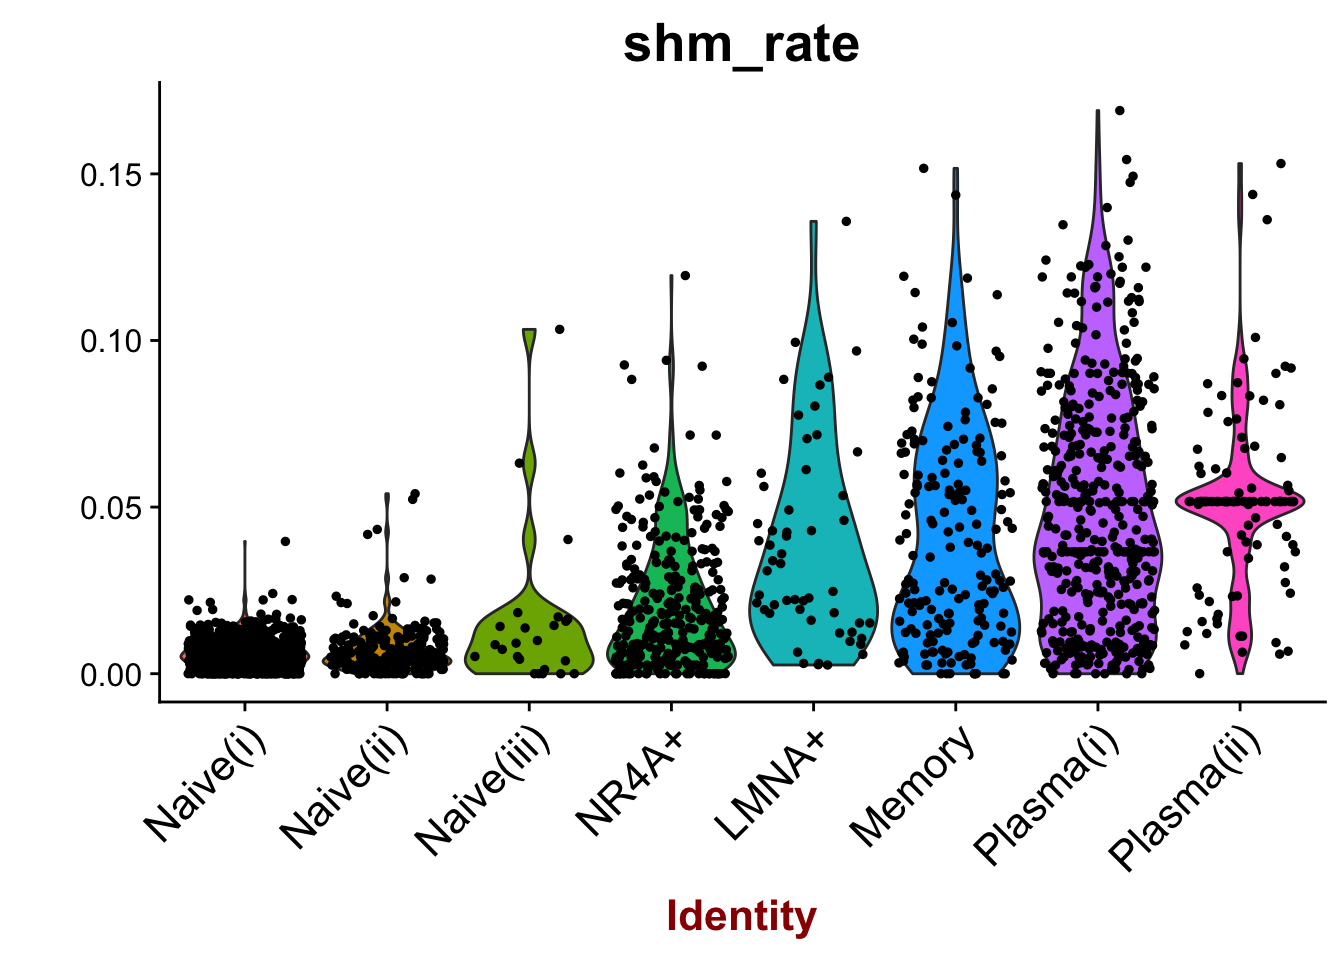 shm_rate
0.15
0.10
0.05
0.00
Naive(i)
Naive(ii)
Naive(iii)
NR4A+
LMNA+
Memory
Plasma(i)
Plasma(ii)
Identity